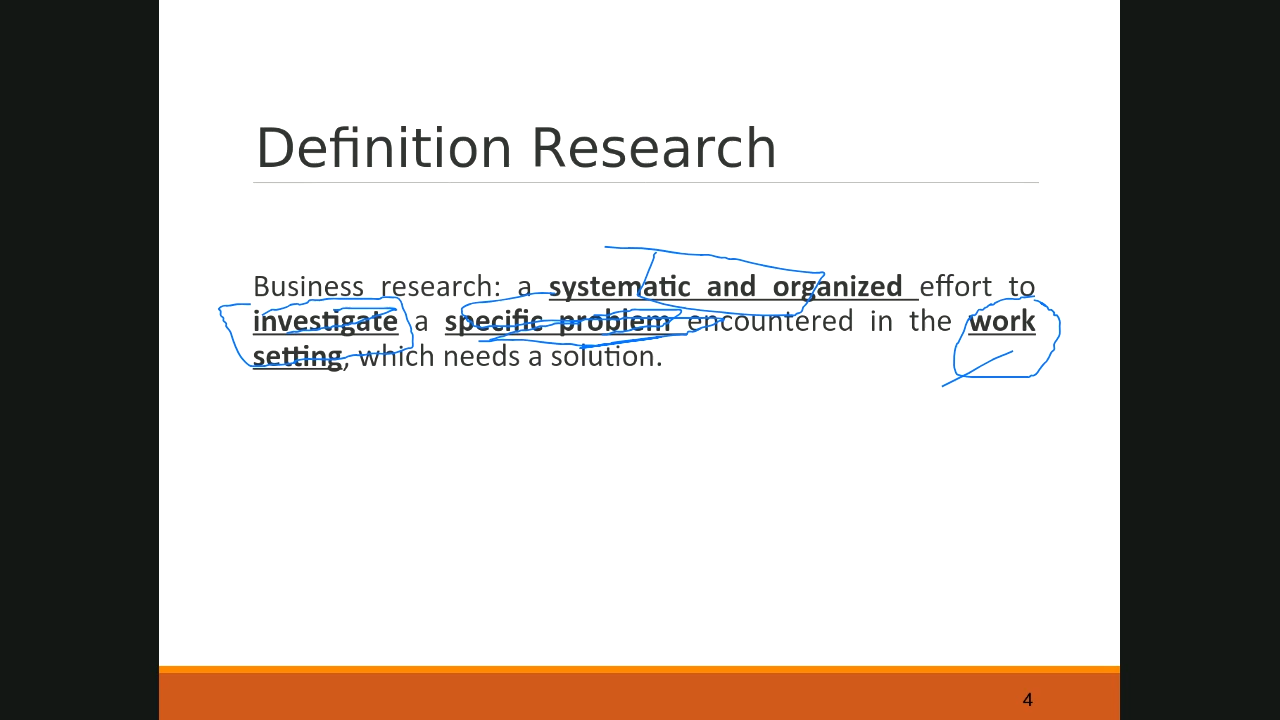 Definition Research
Business research: a systematic and organized effort to
investigate a specific problem encountered in the work
setting, which needs a solution.
4